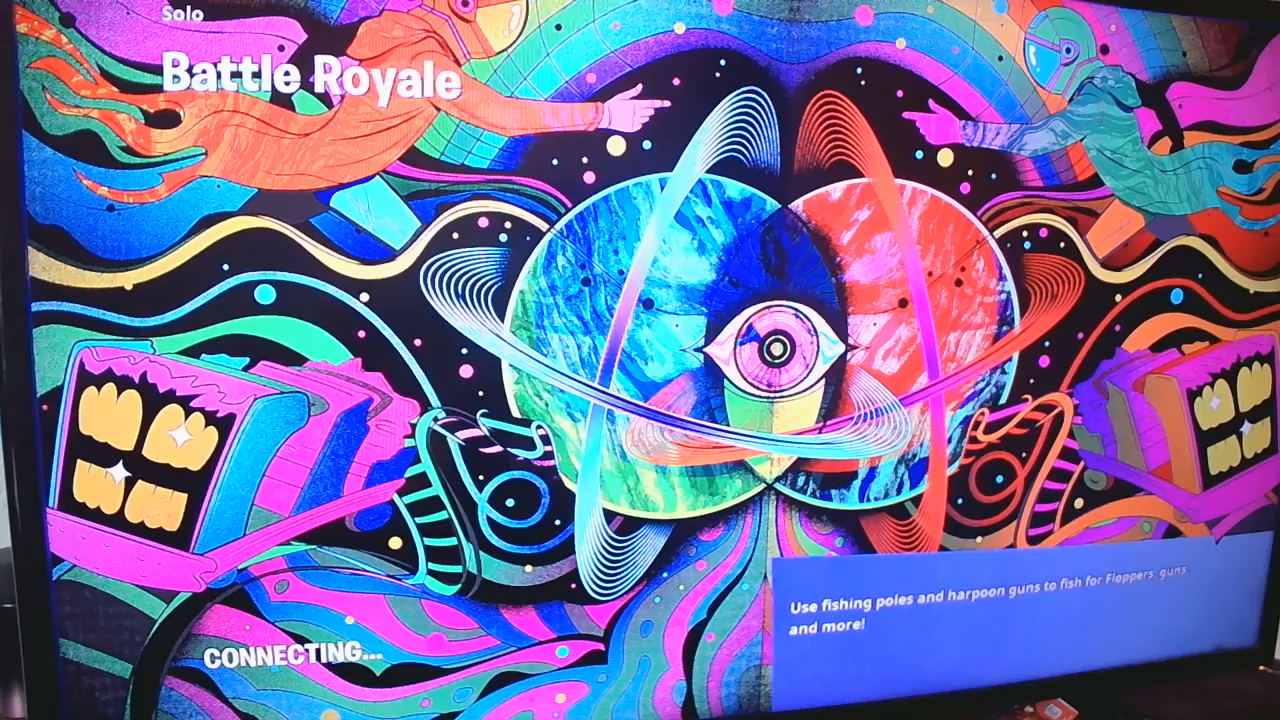 Solo
Battle Royale
Use fishing poles and harpoon guns to fish for Floppers, guns,
and more!
CONNECTING...